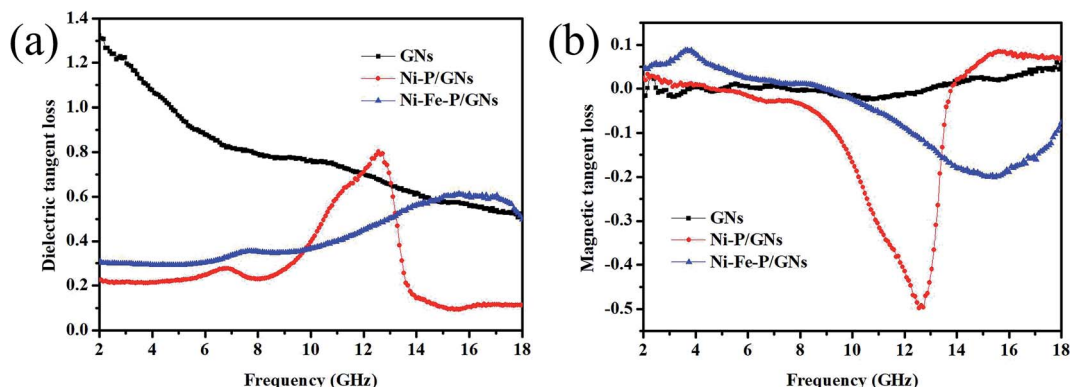 (a)
Dielectric tangent loss
1.4
1.2
1.0
0.8
0.6
0.4
0.2
0.0
GNs
Ni-P/GNs
Ni-Fe-P/GNs
2 4 6 8 10 12 14 16 18
Frequency (GHz)
(b)
Magnetic tangent loss
0.1
0.0
-0.1
-0.2
-0.3
-0.4
-0.5
GNs
Ni-P/GNs
Ni-Fe-P/GNs
2 4 6 8 10 12 14 16 18
Frequency (GHz)